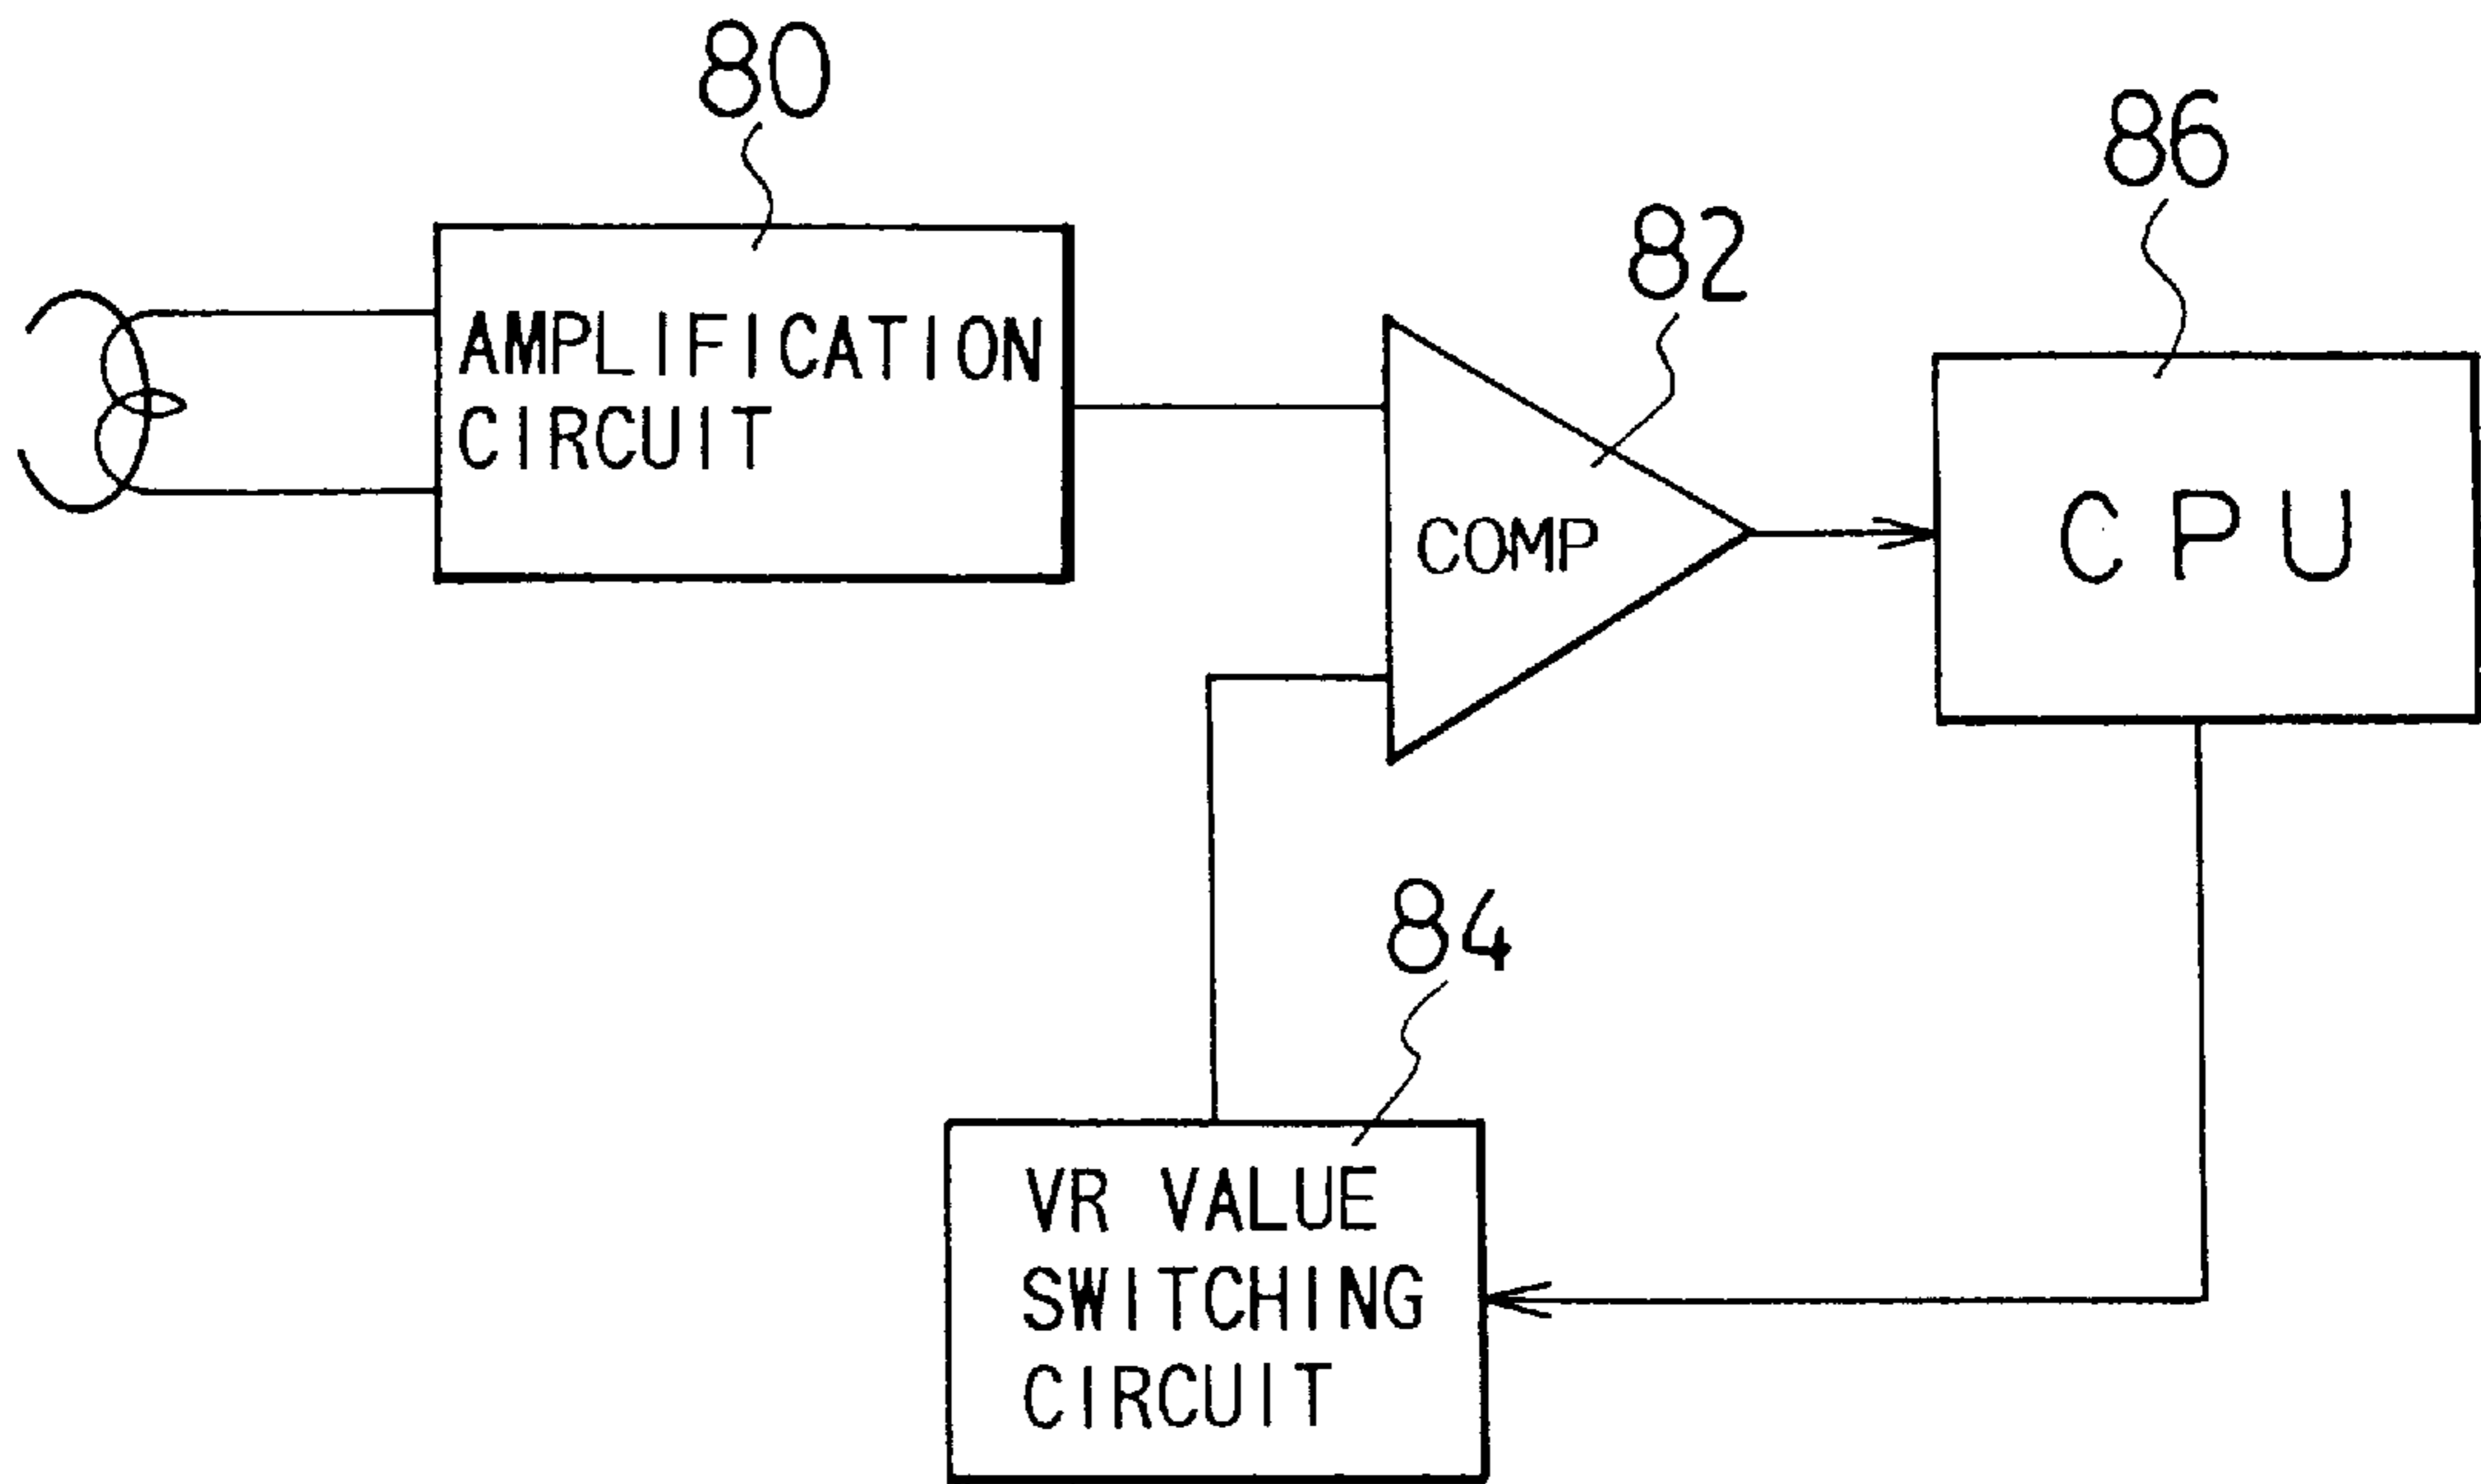 80
86
82
AMPLIFICATION
CIRCUIT
COMP
CPU
84
VR VALUE
SWITCHING
CIRCUIT